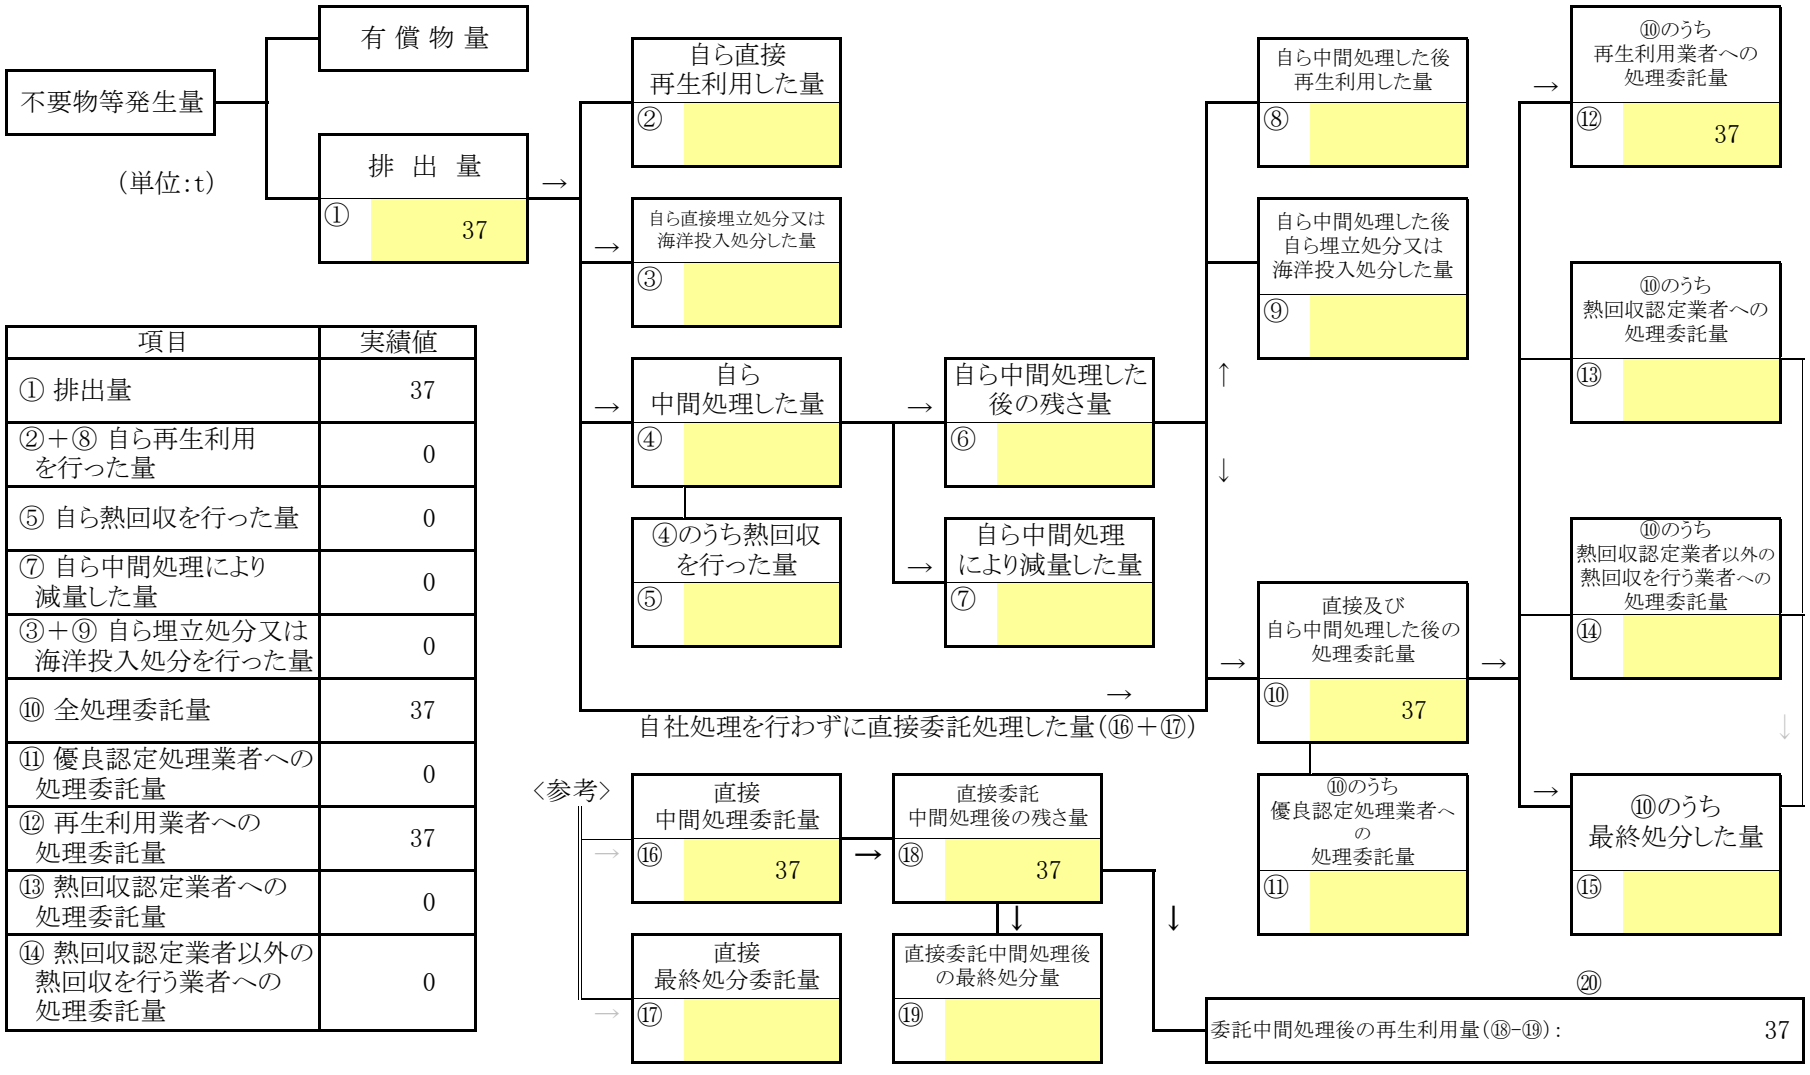 有 償 物 量
不要物等発生量
(単位:t)
排 出 量
→
①
37
自ら直接
再生利用した量
②
自ら直接埋立処分又は
海洋投入処分した量
→
③
自ら
中間処理した量
→
④
④のうち熱回収
を行った量
⑤
自ら中間処理した
後の残さ量
→
⑥
自ら中間処理
により減量した量
→
⑦
自ら中間処理した後
再生利用した量
⑧
自ら中間処理した後
自ら埋立処分又は
海洋投入処分した量
⑨
↑
↓
直接及び
自ら中間処理した後の
処理委託量
→
→
⑩
37
→
自社処理を行わずに直接委託処理した量(⑯+⑰)
⑩のうち
優良認定処理業者へ
の
処理委託量
⑪
⑩のうち
再生利用業者への
処理委託量
→
⑫
37
⑩のうち
熱回収認定業者への
処理委託量
⑬
⑩のうち
熱回収認定業者以外の
熱回収を行う業者への
処理委託量
⑭
↓
⑩のうち
最終処分した量
→
⑮
項目 実績値
① 排出量 37
②+⑧ 自ら再生利用
を行った量 0
⑤ 自ら熱回収を行った量 0
⑦ 自ら中間処理により
減量した量 0
③+⑨ 自ら埋立処分又は
海洋投入処分を行った量 0
⑩ 全処理委託量 37
⑪ 優良認定処理業者への
処理委託量 0
⑫ 再生利用業者への
処理委託量 37
⑬ 熱回収認定業者への
処理委託量 0
⑭ 熱回収認定業者以外の
熱回収を行う業者への
処理委託量 0
<参考>
直接
中間処理委託量
→
⑯
37
→
直接委託
中間処理後の残さ量
⑱
37
↓
↓
直接
最終処分委託量
→
⑰
直接委託中間処理後
の最終処分量
⑲
⑳
委託中間処理後の再生利用量(⑱-⑲): 37